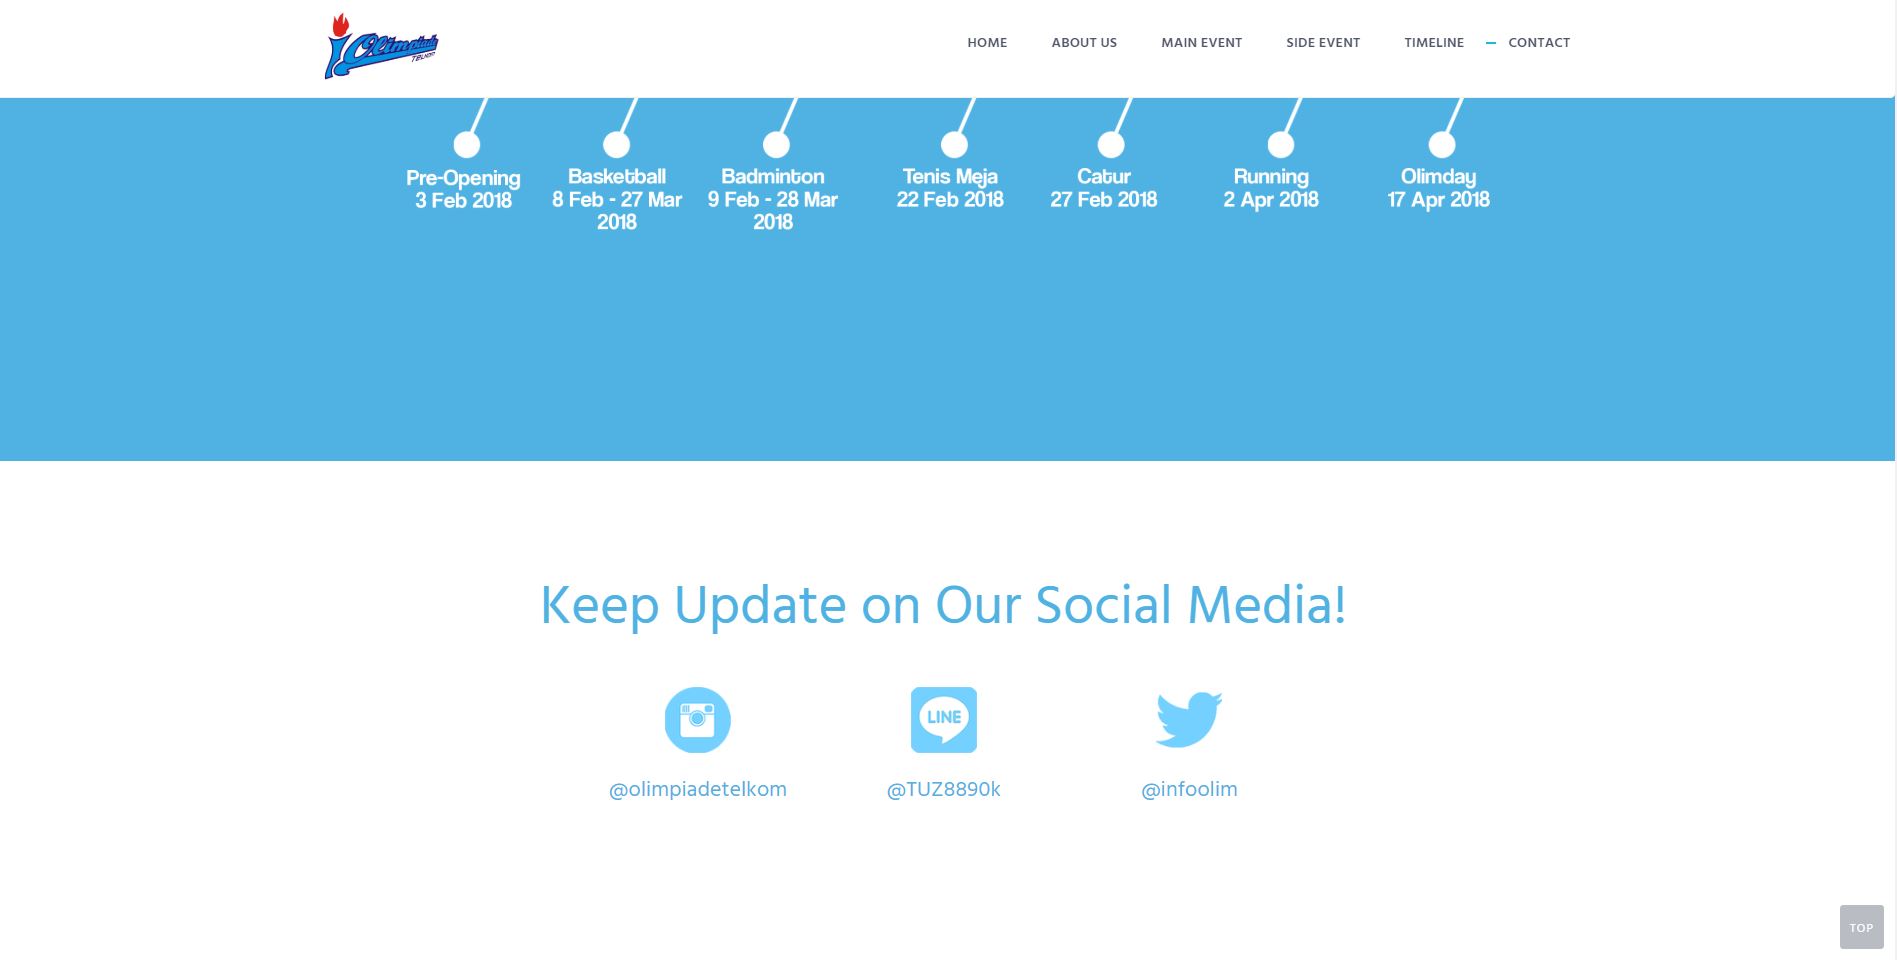 Olimpiade
TELKOM
HOME ABOUT US MAIN EVENT SIDE EVENT TIMELINE CONTACT
Pre-Opening
3 Feb 2018
Basketball
8 Feb - 27 Mar
2018
Badminton
9 Feb - 28 Mar
2018
Tenis Meja
22 Feb 2018
Catur
27 Feb 2018
Running
2 Apr 2018
Olimday
17 Apr 2018
Keep Update on Our Social Media!
LINE
@olimpiadetelkom @TUZ8890k @infoolim
TOP